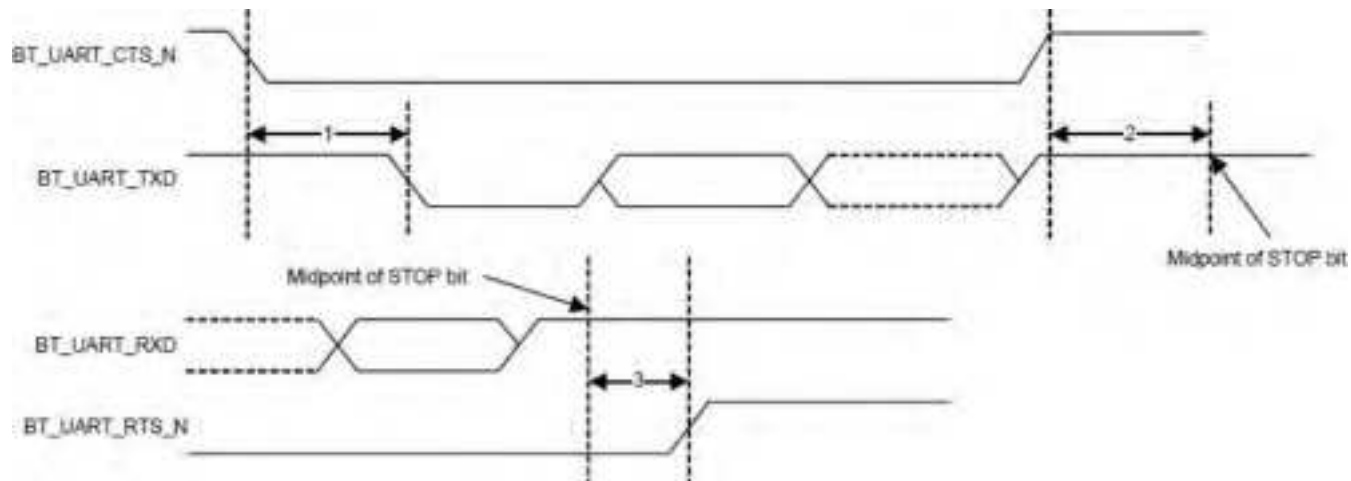 BT_UART_CTS_N
1
2
BT_UART_TXD
Midpoint of STOP bit
Midpoint of STOP bit
BT_UART_RXD
3
BT_UART_RTS_N